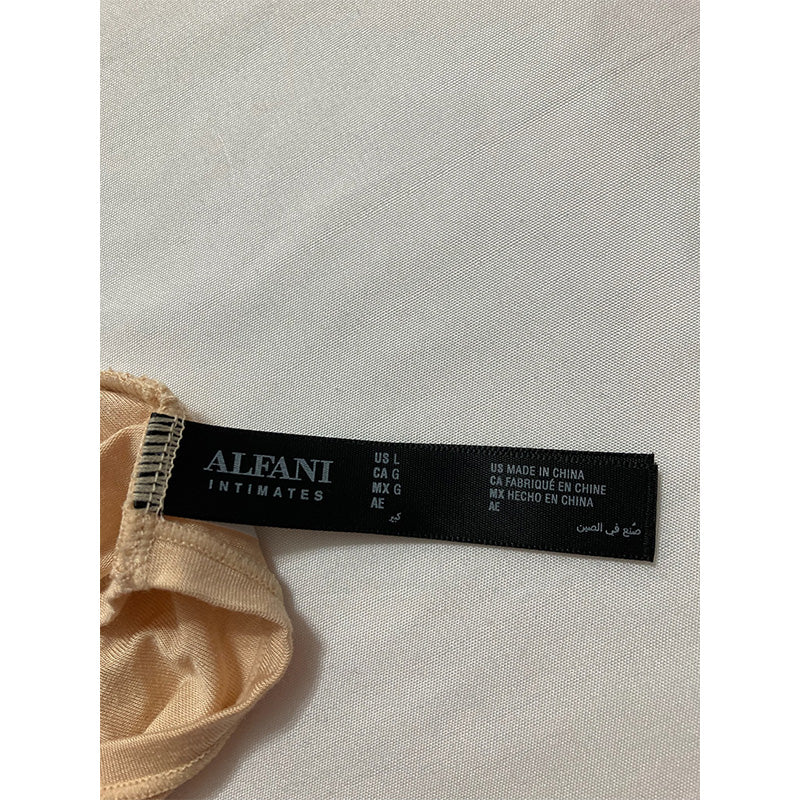 ALFANI
INTIMATES
US L
CA G
MX G
AE
كبير
US MADE IN CHINA
CA FABRIQUÉ EN CHINE
MX HECHO EN CHINA
AE
صُنع في الصين